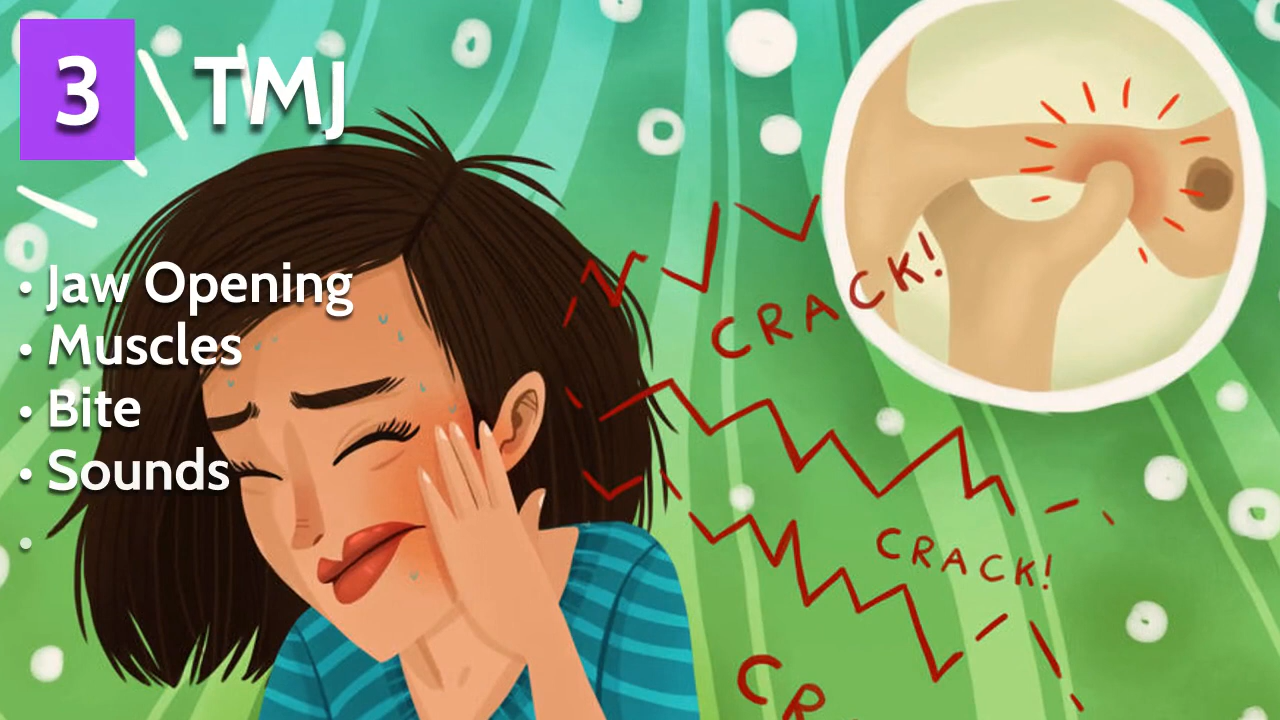 3 TMJ
• Jaw Opening
• Muscles
• Bite
• Sounds
•
CRACK!
CRACK!
CR